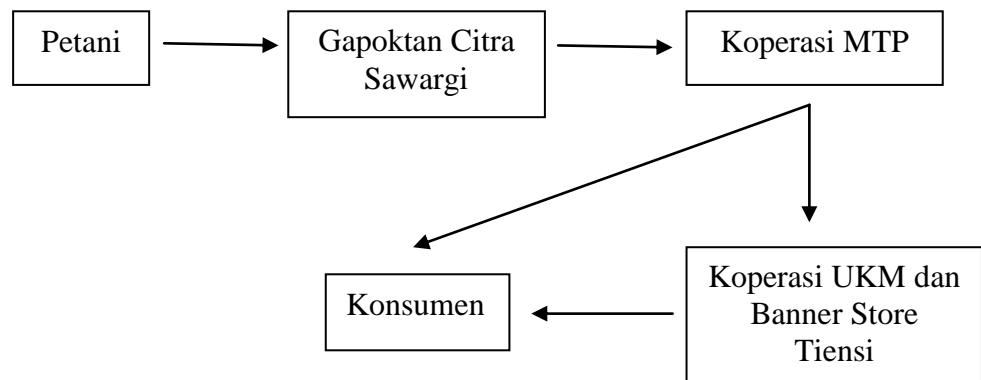 Petani
Gapoktan Citra
Sawargi
Koperasi MTP
Konsumen
Koperasi UKM dan
Banner Store
Tiensi